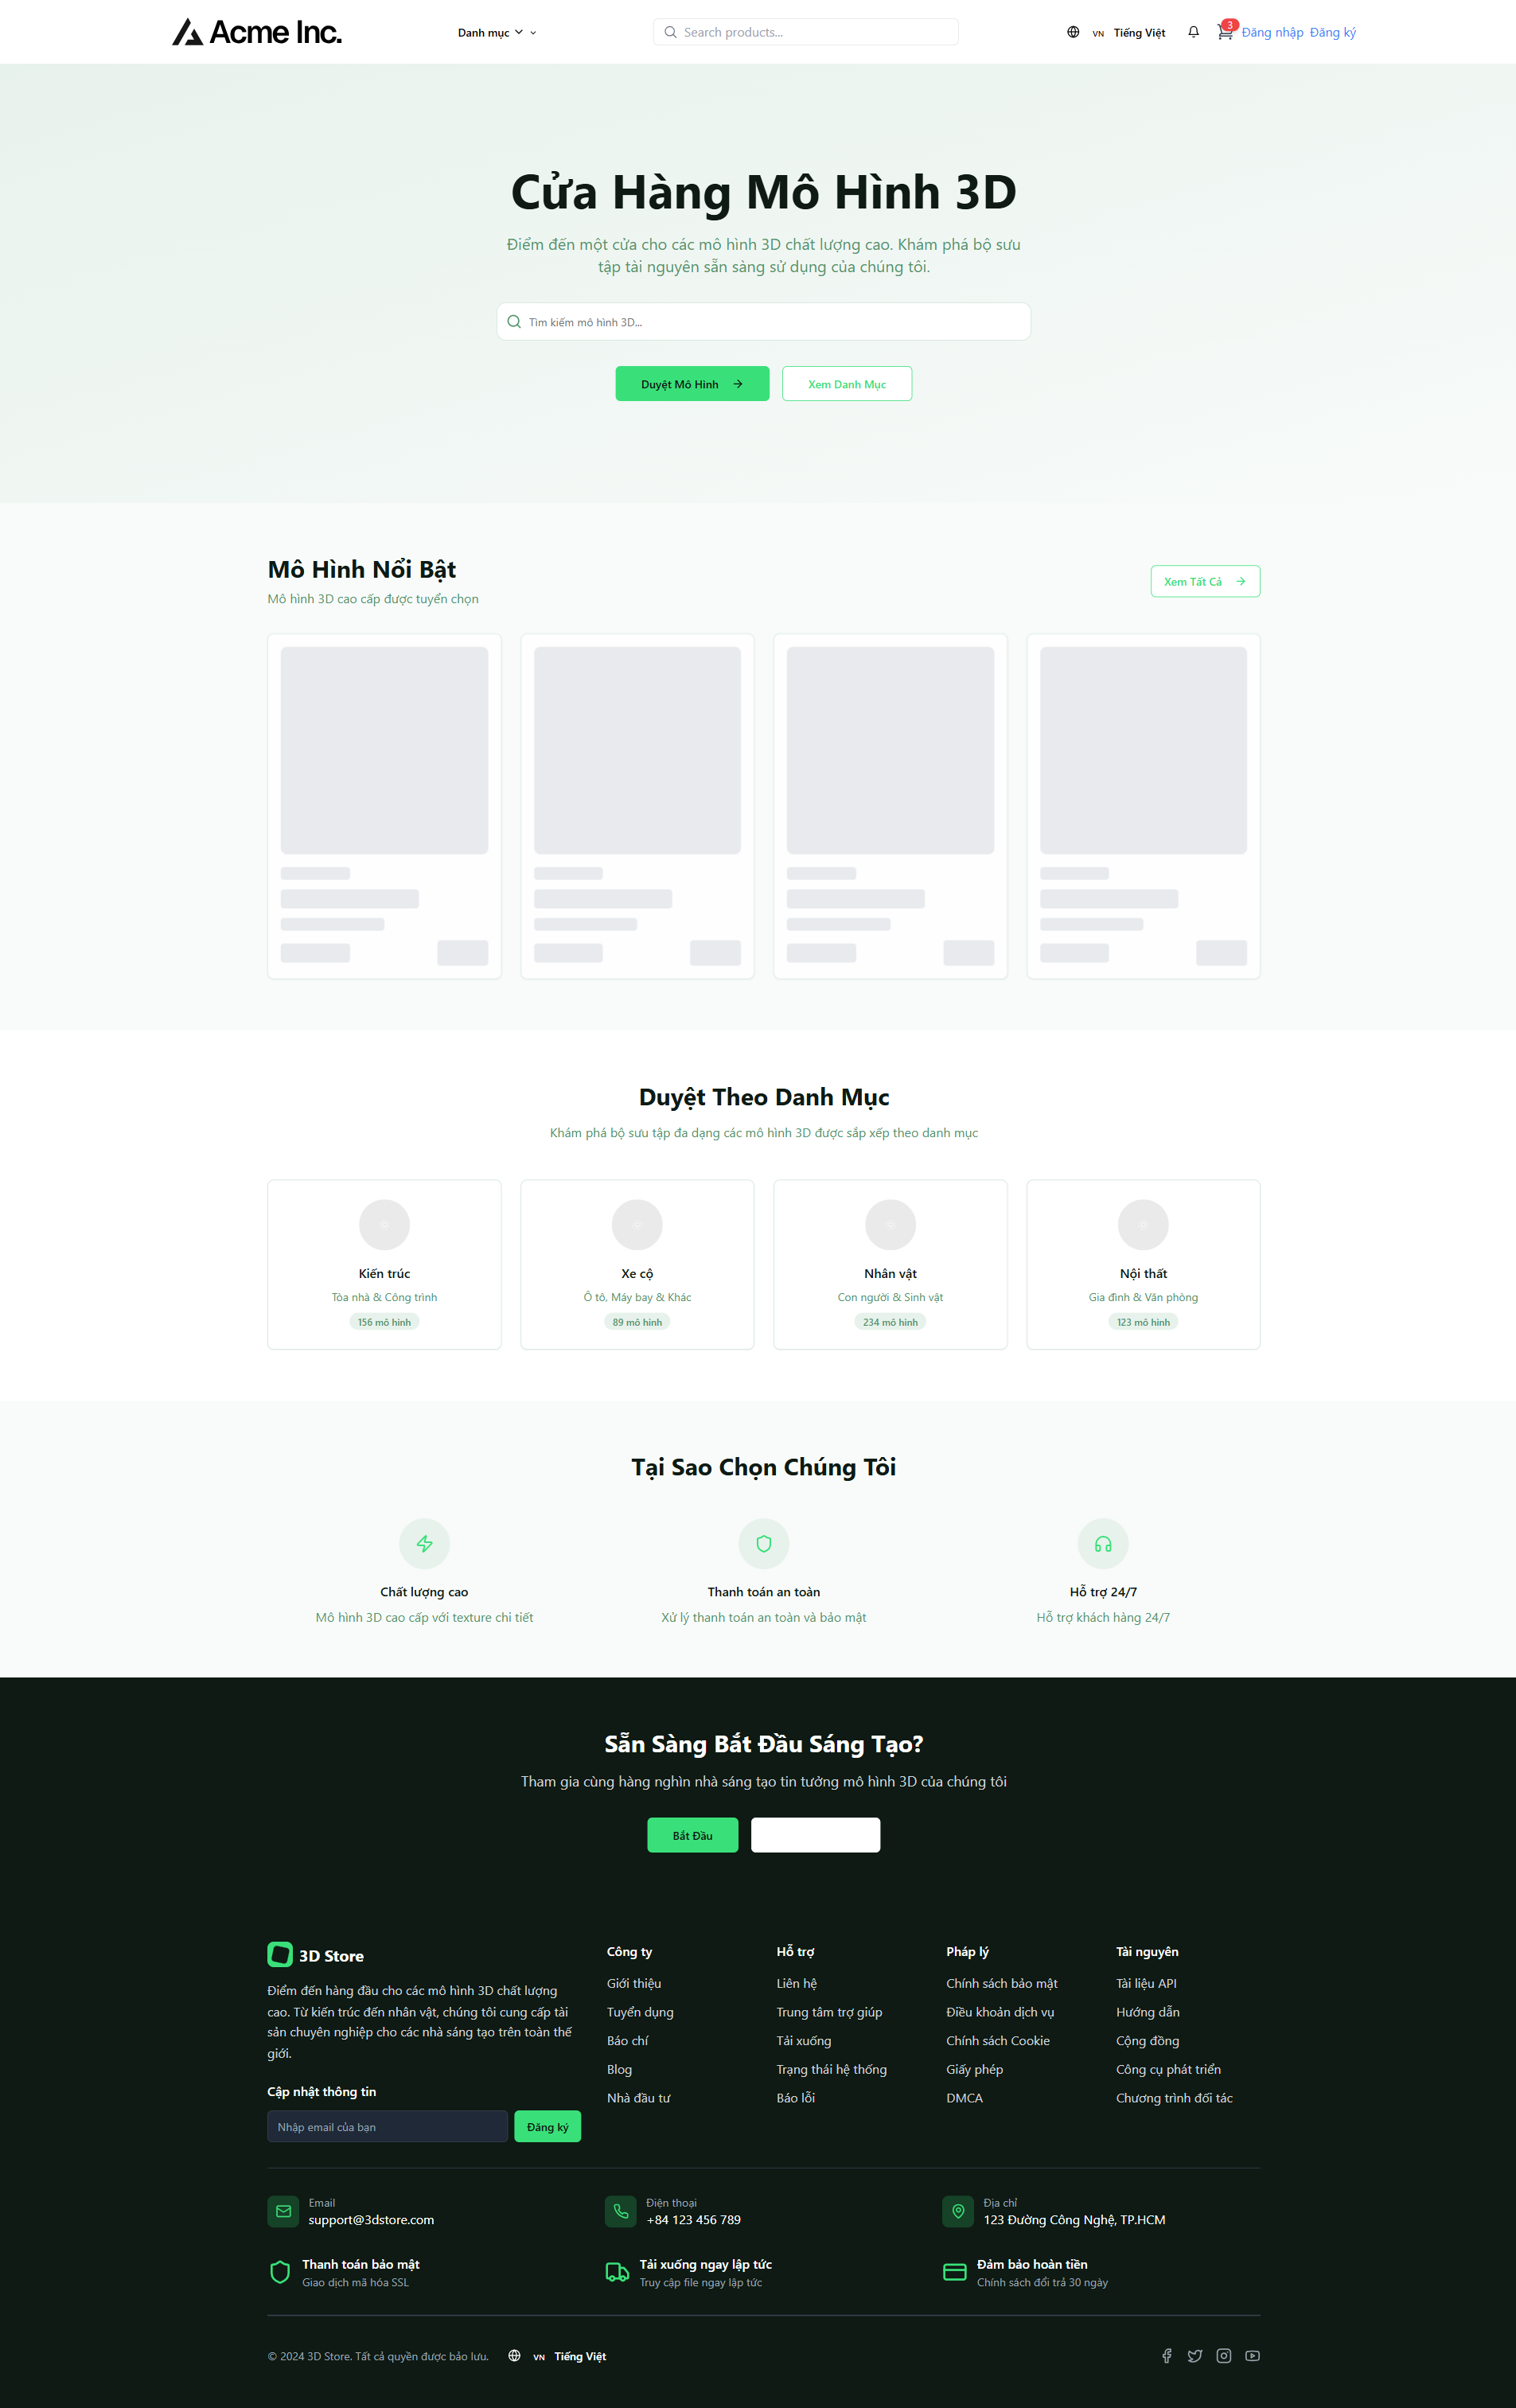 Acme Inc.
Danh mục
Search products...
VN Tiếng Việt
3
Đăng nhập Đăng ký
Cửa Hàng Mô Hình 3D
Điểm đến một cửa cho các mô hình 3D chất lượng cao. Khám phá bộ sưu
tập tài nguyên sẵn sàng sử dụng của chúng tôi.
Tìm kiếm mô hình 3D...
Duyệt Mô Hình
Xem Danh Mục
Mô Hình Nổi Bật
Mô hình 3D cao cấp được tuyển chọn
Xem Tất Cả
Duyệt Theo Danh Mục
Khám phá bộ sưu tập đa dạng các mô hình 3D được sắp xếp theo danh mục
Kiến trúc
Tòa nhà & Công trình
156 mô hình
Xe cộ
Ô tô, Máy bay & Khác
89 mô hình
Nhân vật
Con người & Sinh vật
234 mô hình
Nội thất
Gia đình & Văn phòng
123 mô hình
Tại Sao Chọn Chúng Tôi
Chất lượng cao
Mô hình 3D cao cấp với texture chi tiết
Thanh toán an toàn
Xử lý thanh toán an toàn và bảo mật
Hỗ trợ 24/7
Hỗ trợ khách hàng 24/7
Sẵn Sàng Bắt Đầu Sáng Tạo?
Tham gia cùng hàng nghìn nhà sáng tạo tin tưởng mô hình 3D của chúng tôi
Bắt Đầu
3D Store
Điểm đến hàng đầu cho các mô hình 3D chất lượng
cao. Từ kiến trúc đến nhân vật, chúng tôi cung cấp tài
sản chuyên nghiệp cho các nhà sáng tạo trên toàn thế
giới.
Cập nhật thông tin
Nhập email của bạn
Đăng ký
Công ty
Giới thiệu
Tuyển dụng
Báo chí
Blog
Nhà đầu tư
Hỗ trợ
Liên hệ
Trung tâm trợ giúp
Tải xuống
Trạng thái hệ thống
Báo lỗi
Pháp lý
Chính sách bảo mật
Điều khoản dịch vụ
Chính sách Cookie
Giấy phép
DMCA
Tài nguyên
Tài liệu API
Hướng dẫn
Cộng đồng
Công cụ phát triển
Chương trình đối tác
Email
support@3dstore.com
Điện thoại
+84 123 456 789
Địa chỉ
123 Đường Công Nghệ, TP.HCM
Thanh toán bảo mật
Giao dịch mã hóa SSL
Tải xuống ngay lập tức
Truy cập file ngay lập tức
Đảm bảo hoàn tiền
Chính sách đổi trả 30 ngày
© 2024 3D Store. Tất cả quyền được bảo lưu.
VN Tiếng Việt